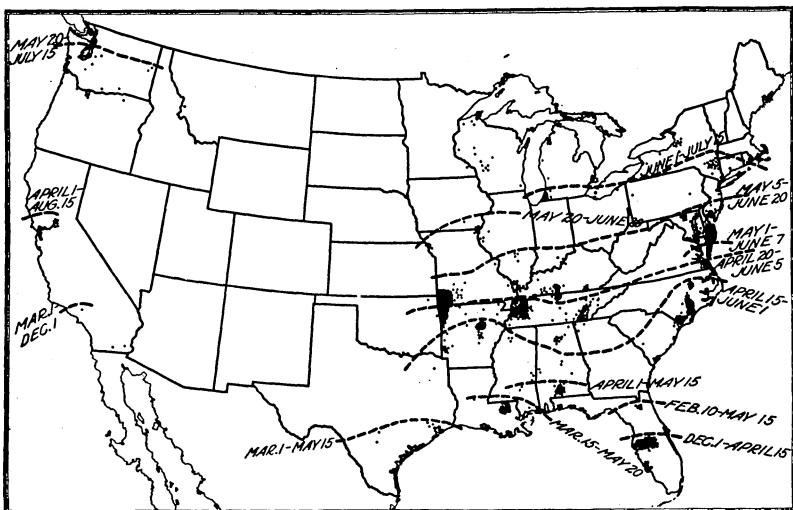 MAY 20-
JULY 15
JUNE 1-JULY 15
APRIL 1-
AUG. 15
MAY 5-
JUNE 20
MAY 20-JUNE
MAY 1-
JUNE 7
APRIL 20-
JUNE 5
APRIL 15-
JUNE 1
MAR. 1-
DEC. 1
APRIL 1-MAY 15
FEB. 10-MAY 15
MAR. 15-
MAY 20
DEC. 1-APRIL 15
MAR. 1-MAY 15